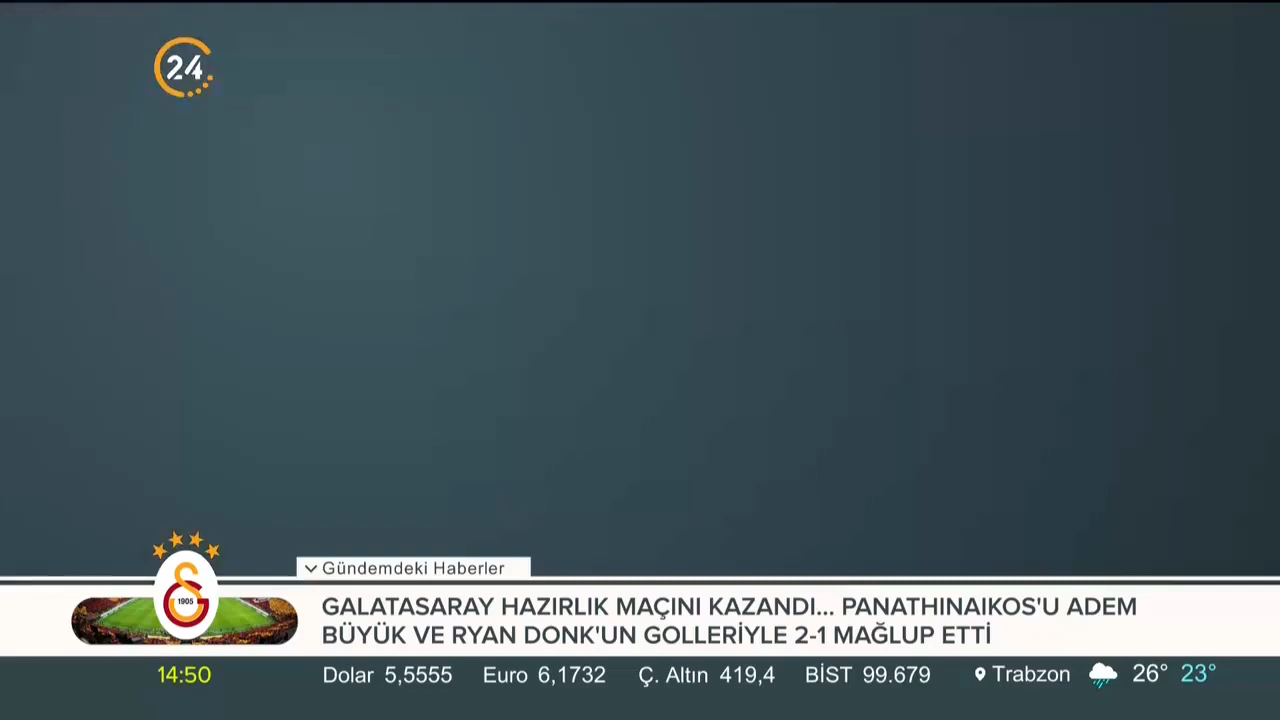 24
Gündemdeki Haberler
1905
GALATASARAY HAZIRLIK MAÇINI KAZANDI... PANATHINAIKOS'U ADEM
BÜYÜK VE RYAN DONK'UN GOLLERİYLE 2-1 MAĞLUP ETTİ
14:50 Dolar 5,5555 Euro 6,1732 Ç. Altın 419,4 BİST 99.679 Trabzon 26° 23°